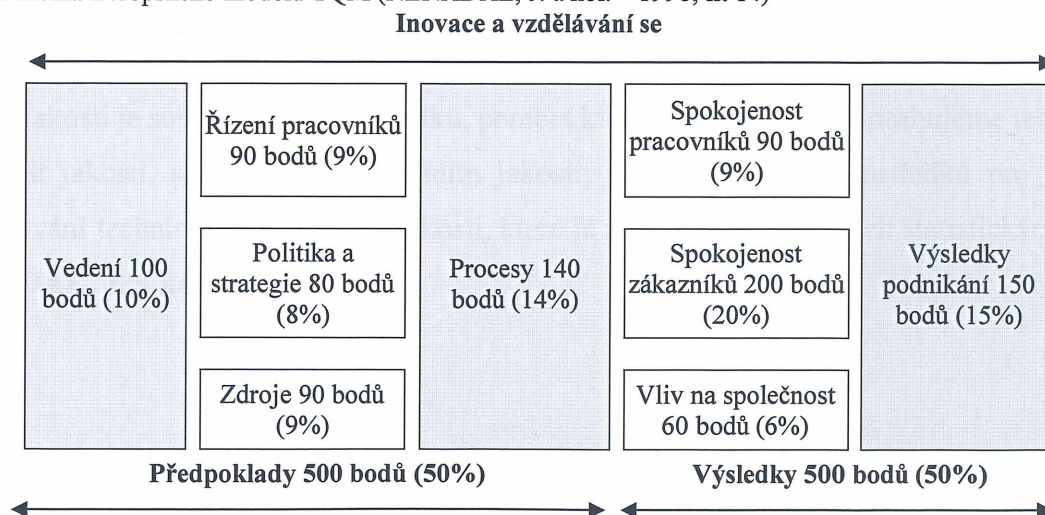 Inovace a vzdělávání se
Vedení 100
bodů (10%)
Řízení pracovníků
90 bodů (9%)
Politika a
strategie 80 bodů
(8%)
Zdroje 90 bodů
(9%)
Procesy 140
bodů (14%)
Spokojenost
pracovníků 90 bodů
(9%)
Spokojenost
zákazníků 200 bodů
(20%)
Vliv na společnost
60 bodů (6%)
Výsledky
podnikání 150
bodů (15%)
Předpoklady 500 bodů (50%)
Výsledky 500 bodů (50%)